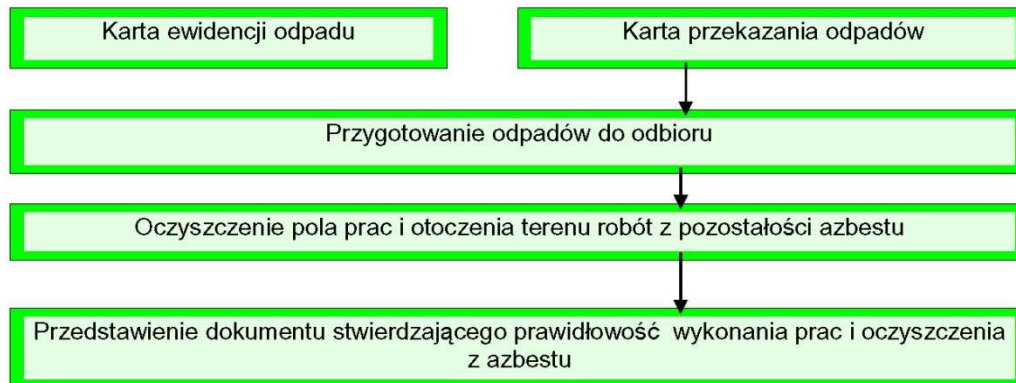 Karta ewidencji odpadu
Karta przekazania odpadów
Przygotowanie odpadów do odbioru
Oczyszczenie pola prac i otoczenia terenu robót z pozostałości azbestu
Przedstawienie dokumentu stwierdzającego prawidłowość wykonania prac i oczyszczenia
z azbestu